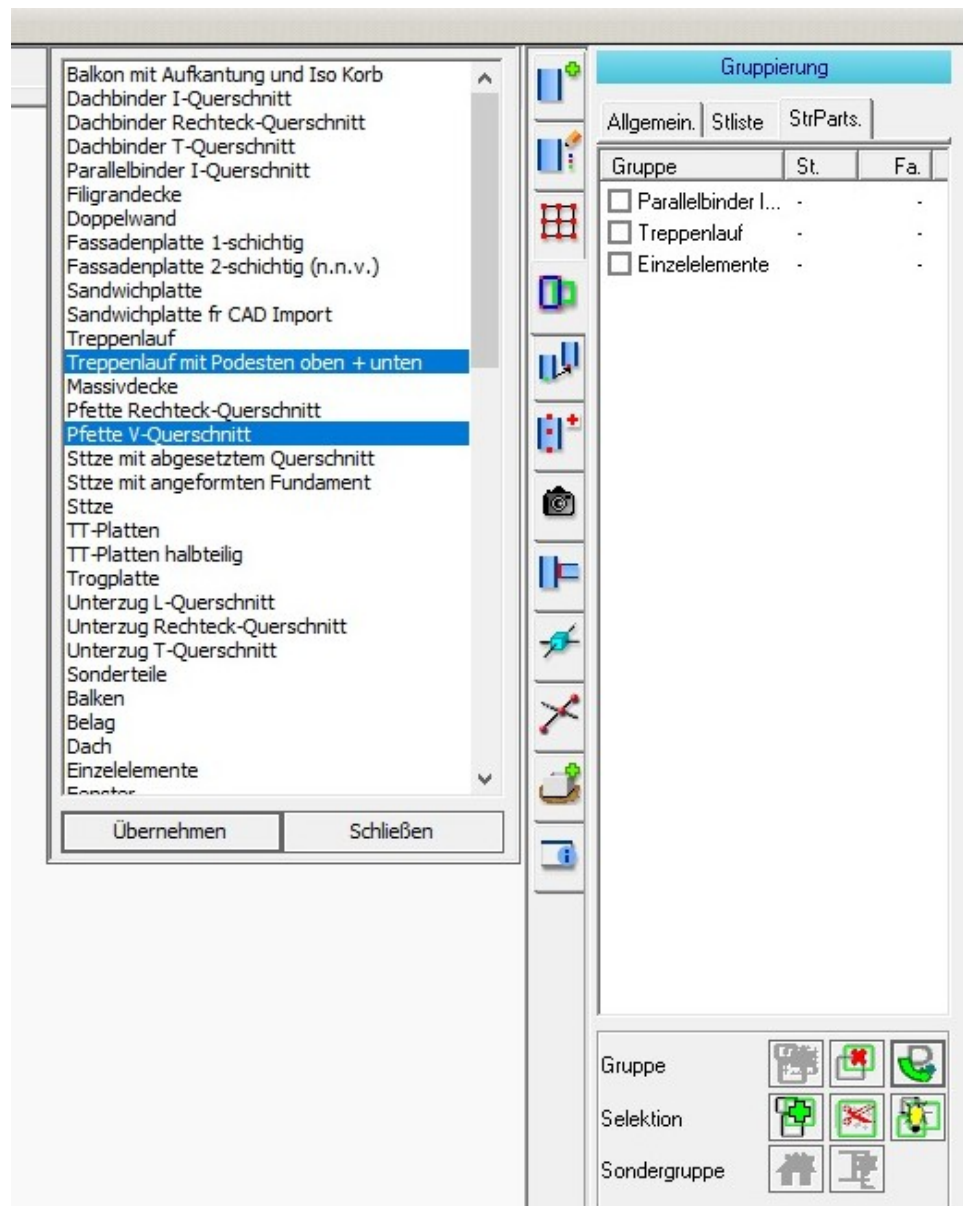 Balkon mit Aufkantung und Iso Korb
Dachbinder I-Querschnitt
Dachbinder Rechteck-Querschnitt
Dachbinder T-Querschnitt
Parallelbinder I-Querschnitt
Filigrandecke
Doppelwand
Fassadenplatte 1-schichtig
Fassadenplatte 2-schichtig (n.n.v.)
Sandwichplatte
Sandwichplatte fr CAD Import
Treppenlauf
Treppenlauf mit Podesten oben + unten
Massivdecke
Pfette Rechteck-Querschnitt
Pfette V-Querschnitt
Sttze mit abgesetztem Querschnitt
Sttze mit angeformten Fundament
Sttze
TT-Platten
TT-Platten halbteilig
Trogplatte
Unterzug L-Querschnitt
Unterzug Rechteck-Querschnitt
Unterzug T-Querschnitt
Sonderteile
Balken
Belag
Dach
Einzelelemente
Fenster
Übernehmen Schließen
Gruppierung
Allgemein. Stliste StrParts.
Gruppe St. Fa.
Parallelbinder I... - -
Treppenlauf - -
Einzelelemente - -
Gruppe
Selektion
Sondergruppe